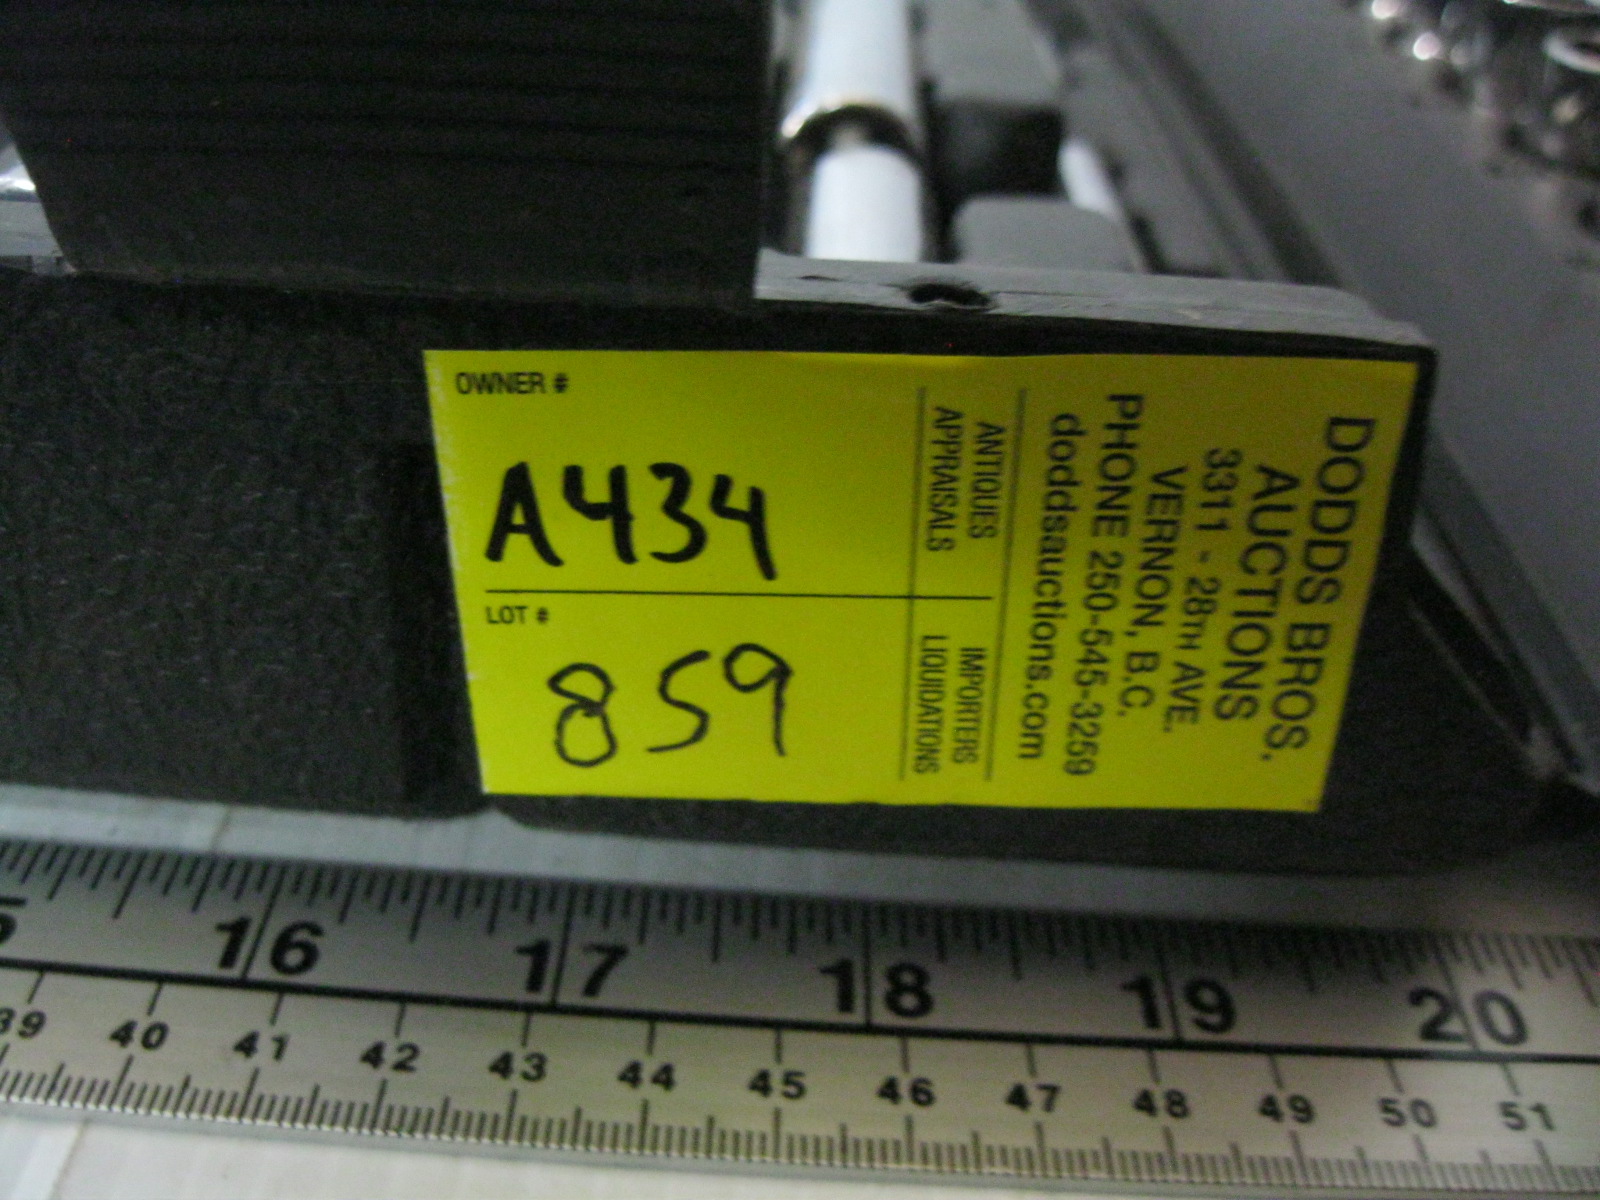 OWNER #
A434
LOT #
859
ANTIQUES
APPRAISALS
IMPORTERS
LIQUIDATIONS
DODDS BROS.
AUCTIONS
3311 - 28TH AVE.
VERNON, B.C.
PHONE 250-545-3259
doddsauctions.com
16 17 18 19 20
39 40 41 42 43 44 45 46 47 48 49 50 51